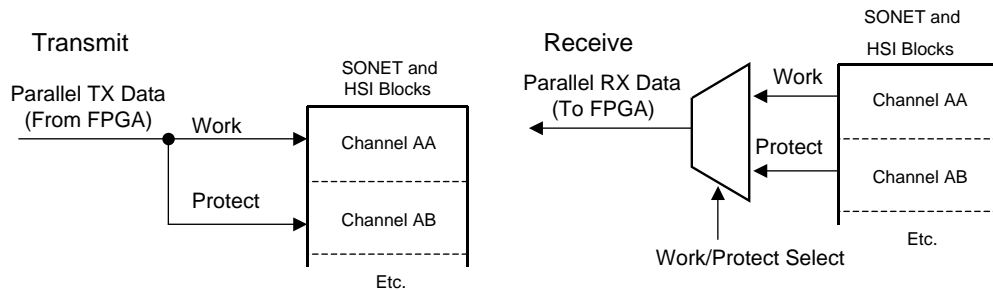 Transmit
SONET and
HSI Blocks
Parallel TX Data
(From FPGA)
Work
Channel AA
Protect
Channel AB
Etc.
Receive
SONET and
HSI Blocks
Parallel RX Data
(To FPGA)
Work
Channel AA
Protect
Channel AB
Work/Protect Select
Etc.